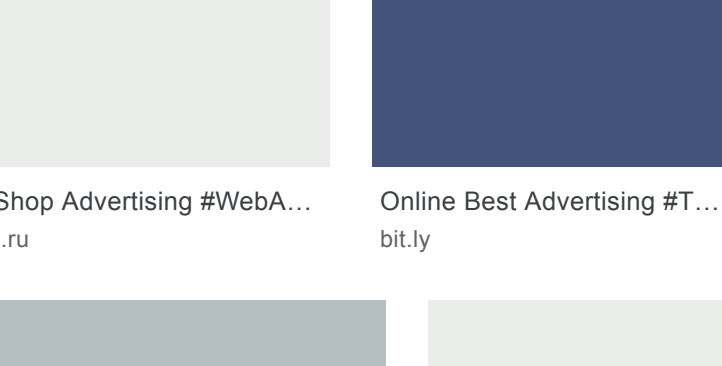 Shop Advertising #WebA…
.ru
Online Best Advertising #T…
bit.ly